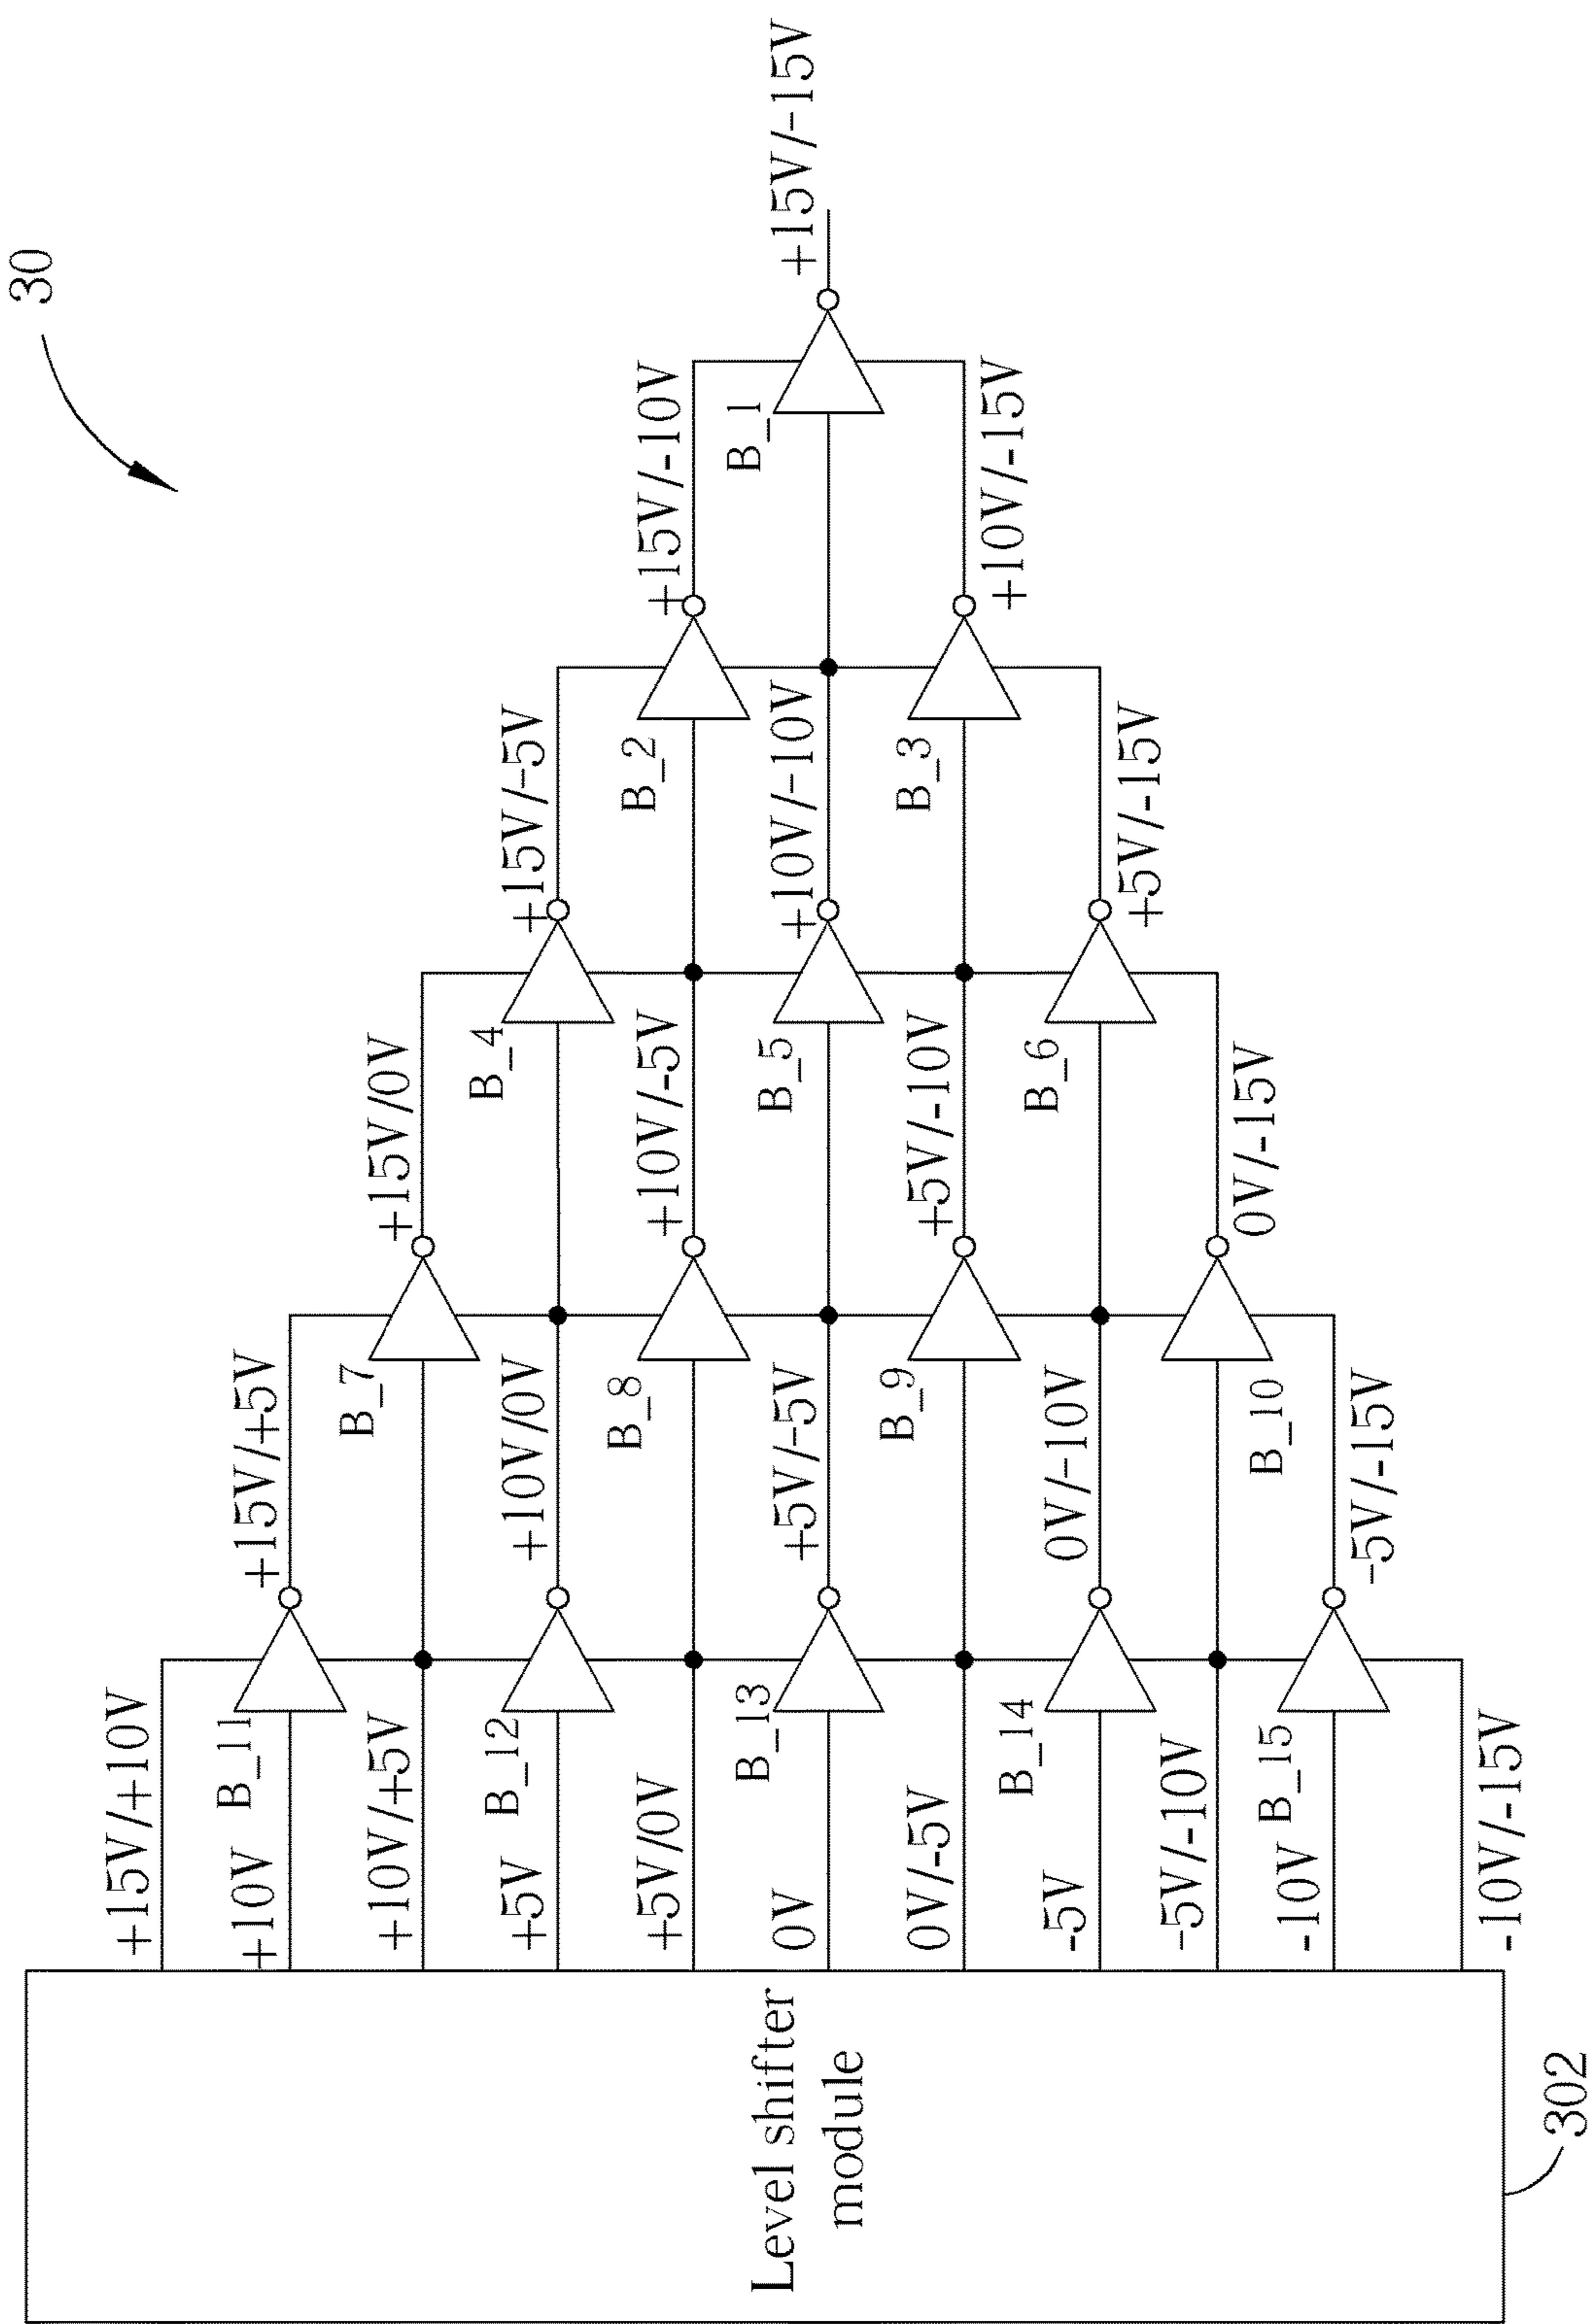 30
+15V/-15V
+15V/-10V
B_1
+10V/-15V
+15V/-5V
B_2
+10V/-10V
B_3
+5V/-15V
+15V/0V
B_4
+10V/-5V
B_5
+5V/-10V
B_6
0V/-15V
+15V/+5V
B_7
+10V/0V
B_8
+5V/-5V
B_9
0V/-10V
B_10
-5V/-15V
+15V/+10V
B_11
+10V
+10V/+5V
B_12
+5V
+5V/0V
B_13
0V
0V/-5V
B_14
-5V
-5V/-10V
B_15
-10V
-10V/-15V
Level shifter
module
302